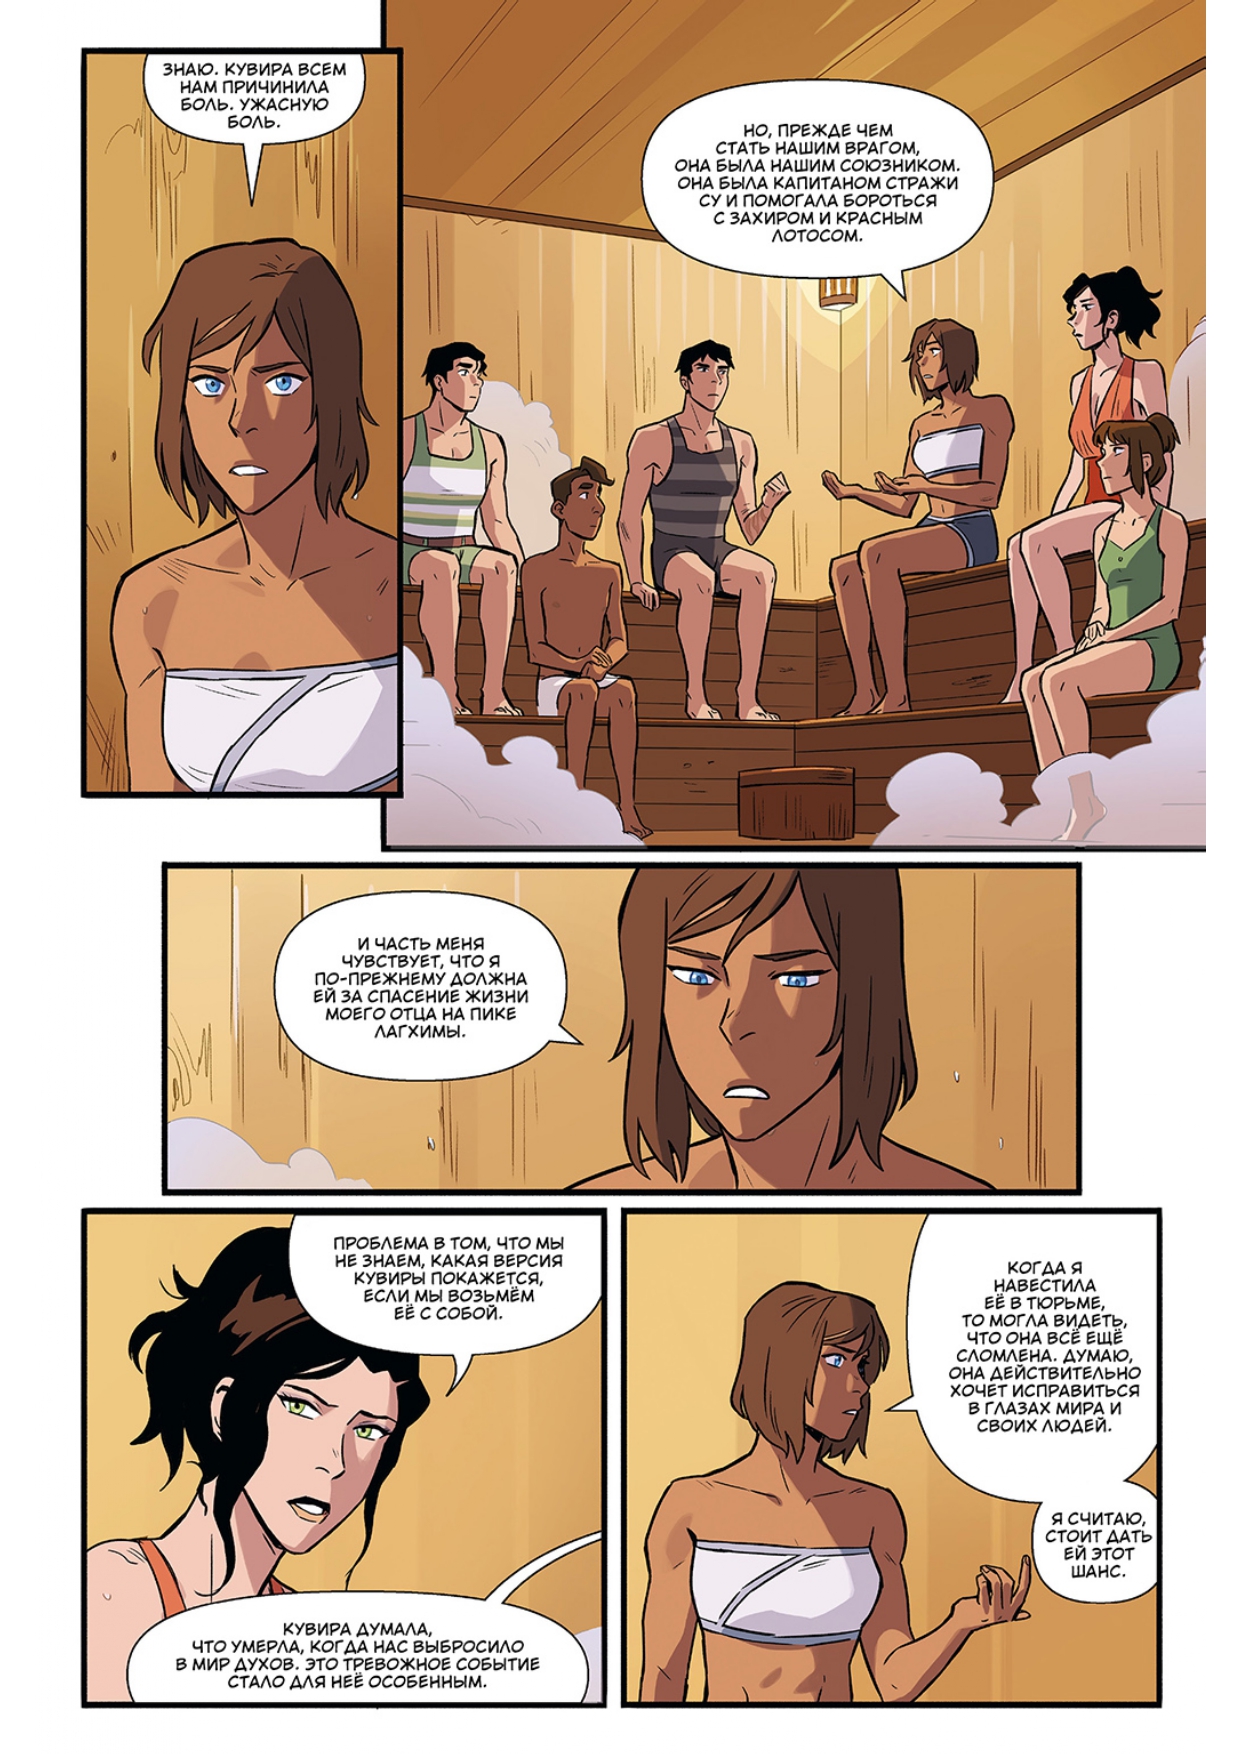 ЗНАЮ. КУВИРА ВСЕМ
НАМ ПРИЧИНИЛА
БОЛЬ. УЖАСНУЮ
БОЛЬ.
НО, ПРЕЖДЕ ЧЕМ
СТАТЬ НАШИМ ВРАГОМ,
ОНА БЫЛА НАШИМ СОЮЗНИКОМ.
ОНА БЫЛА КАПИТАНОМ СТРАЖИ
СУ И ПОМОГАЛА БОРОТЬСЯ
С ЗАХИРОМ И КРАСНЫМ
ЛОТОСОМ.
И ЧАСТЬ МЕНЯ
ЧУВСТВУЕТ, ЧТО Я
ПО-ПРЕЖНЕМУ ДОЛЖНА
ЕЙ ЗА СПАСЕНИЕ ЖИЗНИ
МОЕГО ОТЦА НА ПИКЕ
ЛАГХИМЫ.
ПРОБЛЕМА В ТОМ, ЧТО МЫ
НЕ ЗНАЕМ, КАКАЯ ВЕРСИЯ
КУВИРЫ ПОКАЖЕТСЯ,
ЕСЛИ МЫ ВОЗЬМЁМ
ЕЁ С СОБОЙ.
КУВИРА ДУМАЛА,
ЧТО УМЕРЛА, КОГДА НАС ВЫБРОСИЛО
В МИР ДУХОВ. ЭТО ТРЕВОЖНОЕ СОБЫТИЕ
СТАЛО ДЛЯ НЕЁ ОСОБЕННЫМ.
КОГДА Я
НАВЕСТИЛА
ЕЁ В ТЮРЬМЕ,
ТО МОГЛА ВИДЕТЬ,
ЧТО ОНА ВСЁ ЕЩЁ
СЛОМЛЕНА. ДУМАЮ,
ОНА ДЕЙСТВИТЕЛЬНО
ХОЧЕТ ИСПРАВИТЬСЯ
В ГЛАЗАХ МИРА И
СВОИХ ЛЮДЕЙ.
Я СЧИТАЮ,
СТОИТ ДАТЬ
ЕЙ ЭТОТ
ШАНС.